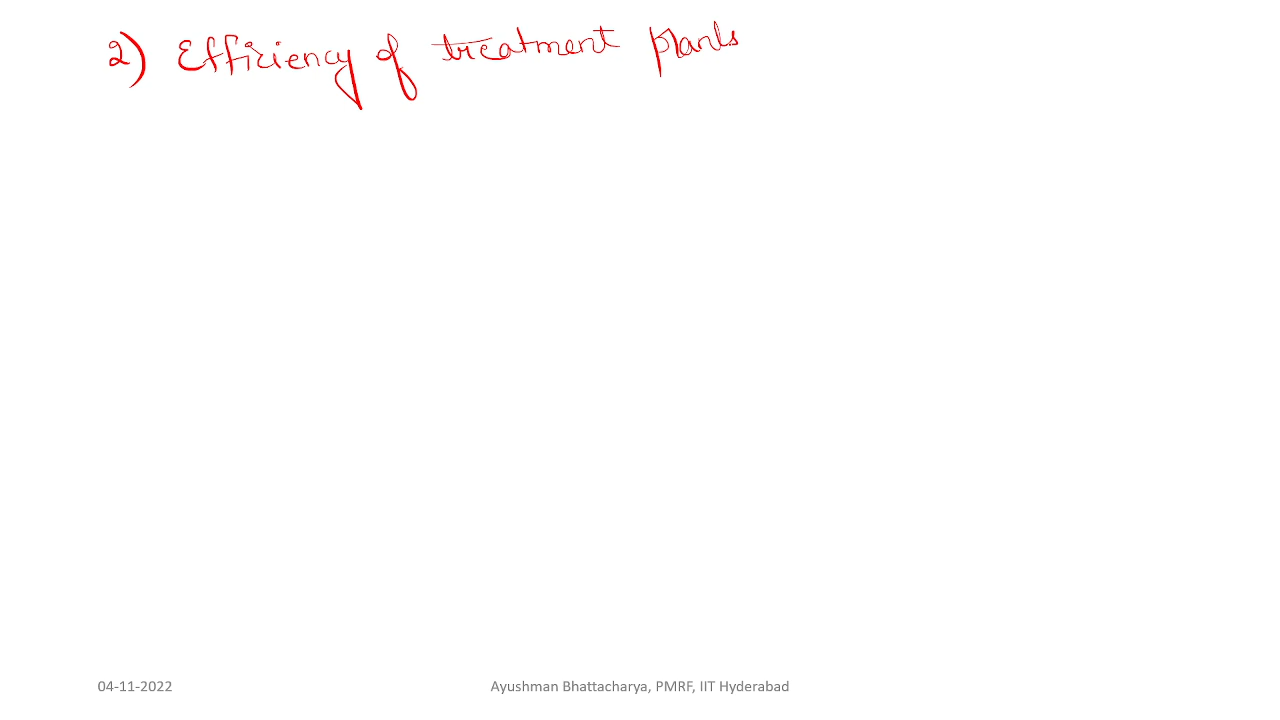 2) Efficiency of treatment plants
04-11-2022
Ayushman Bhattacharya, PMRF, IIT Hyderabad